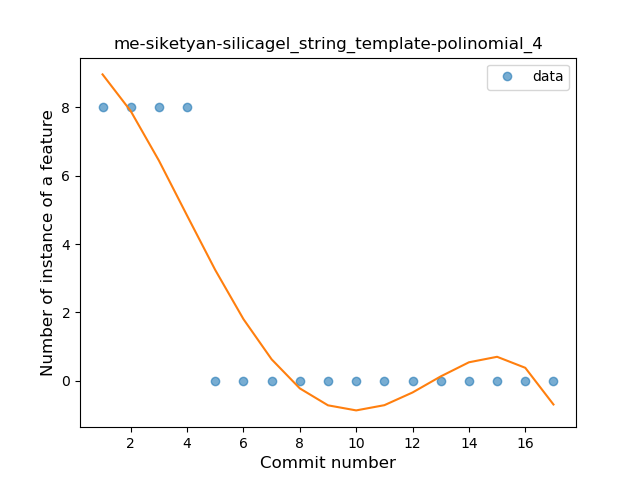 me-siketyan-silicagel_string_template-polinomial_4
data
Number of instance of a feature
8
6
4
2
0
2 4 6 8 10 12 14 16
Commit number